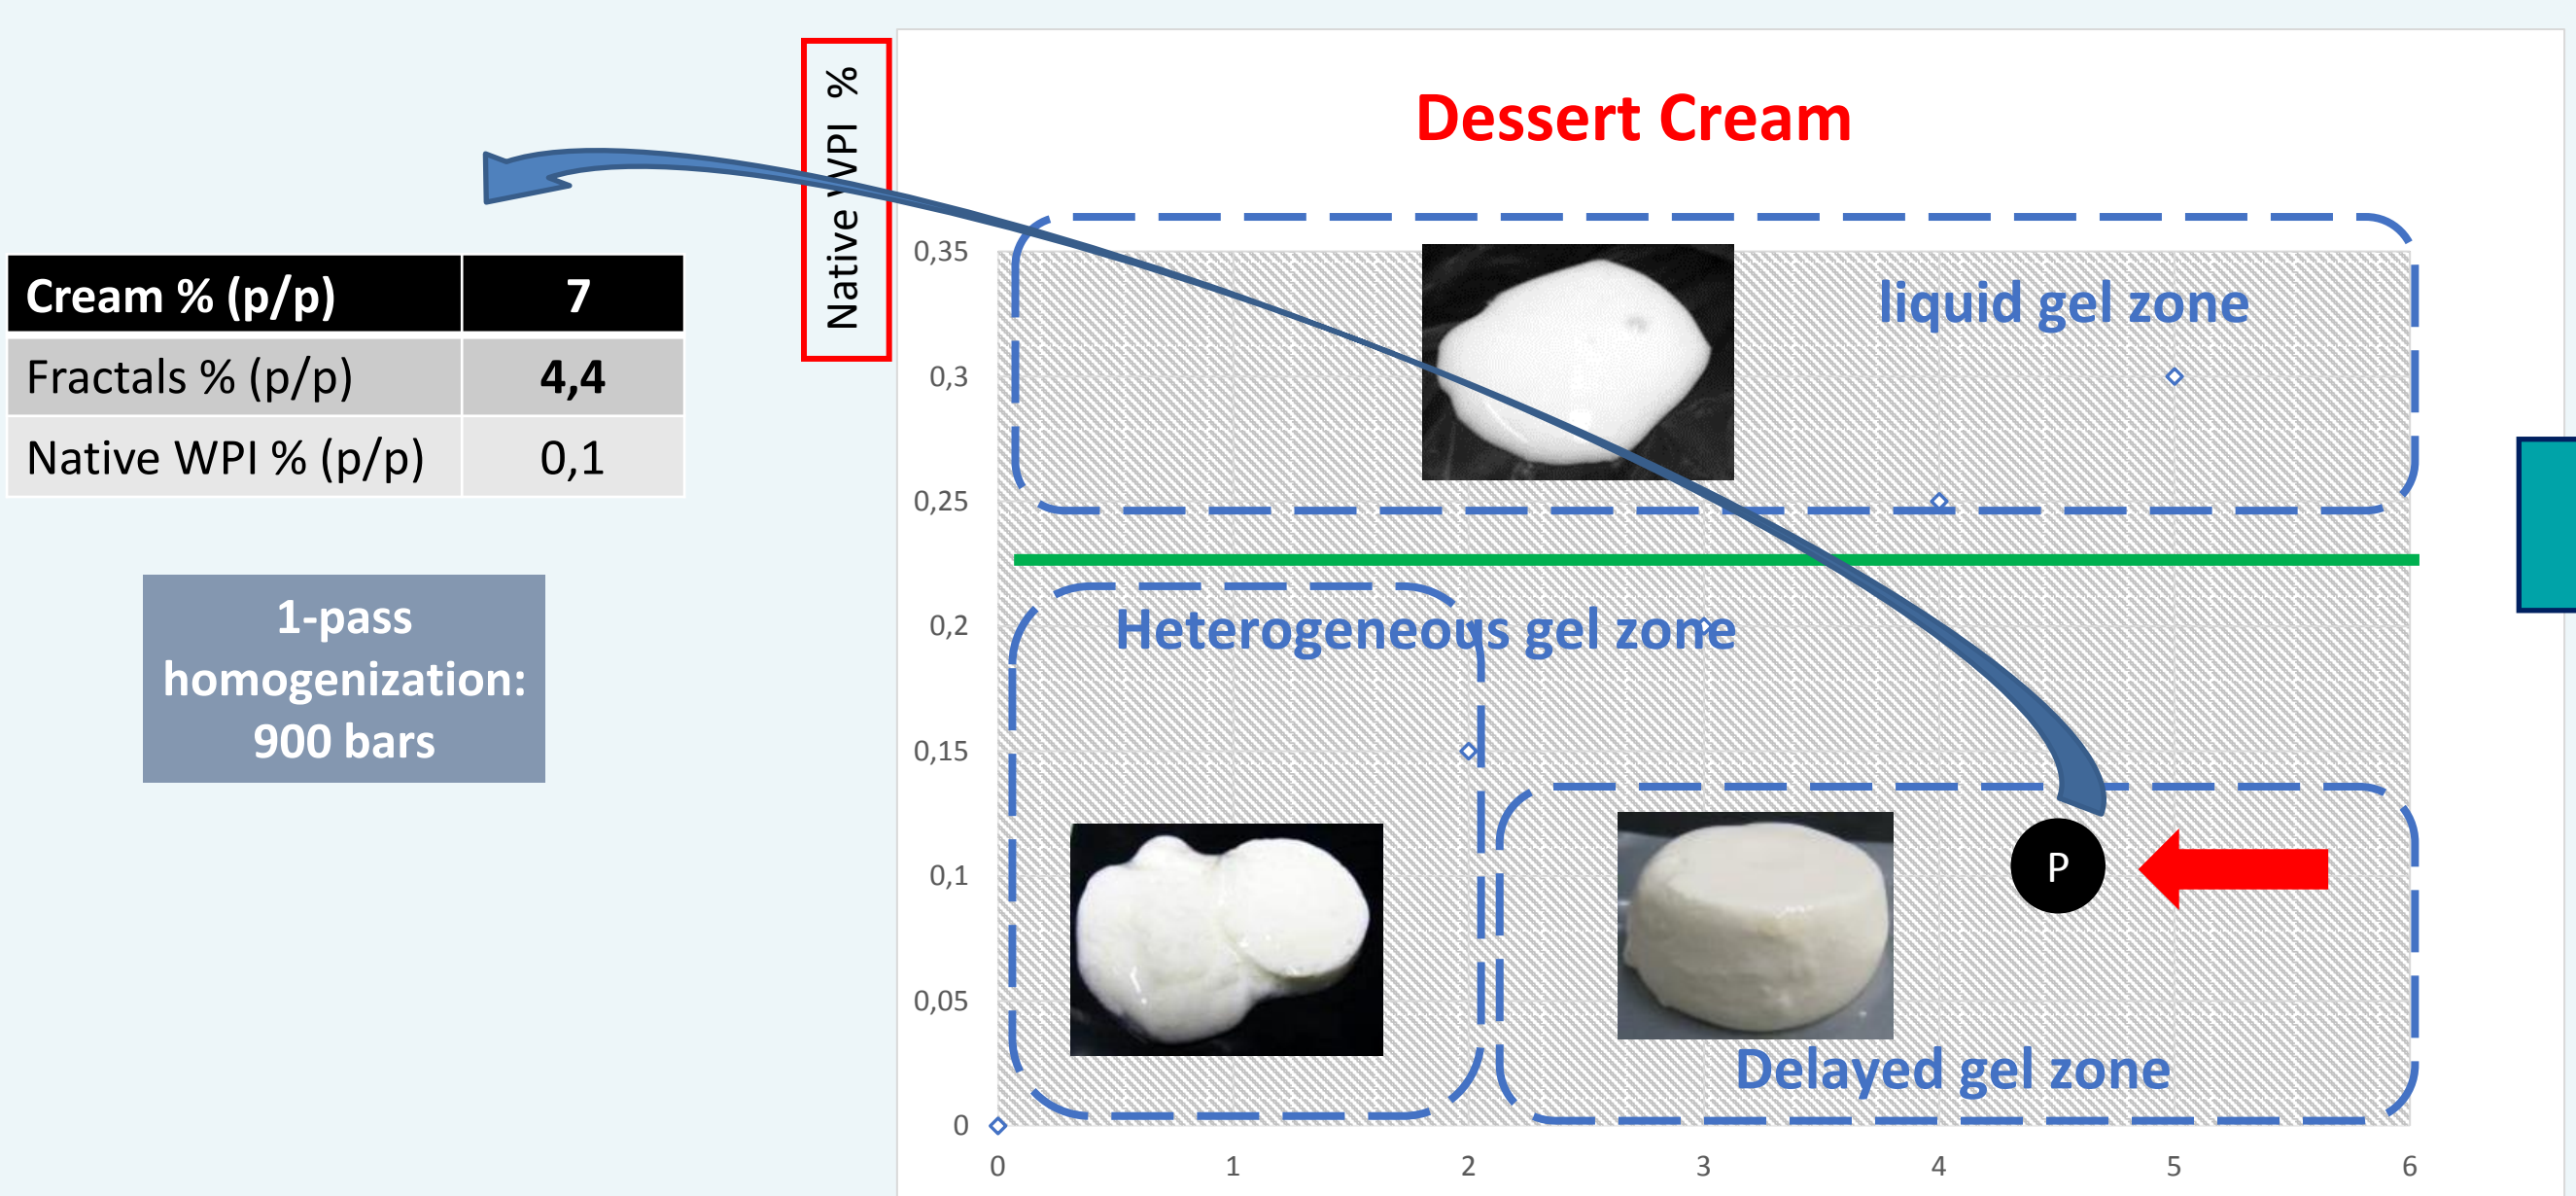 Dessert Cream
Native WPI %
Cream % (p/p) 7
Fractals % (p/p) 4,4
Native WPI % (p/p) 0,1
1-pass
homogenization:
900 bars
0,35
0,3
0,25
0,2
0,15
0,1
0,05
0
liquid gel zone
Heterogeneous gel zone
P
Delayed gel zone
0 1 2 3 4 5 6